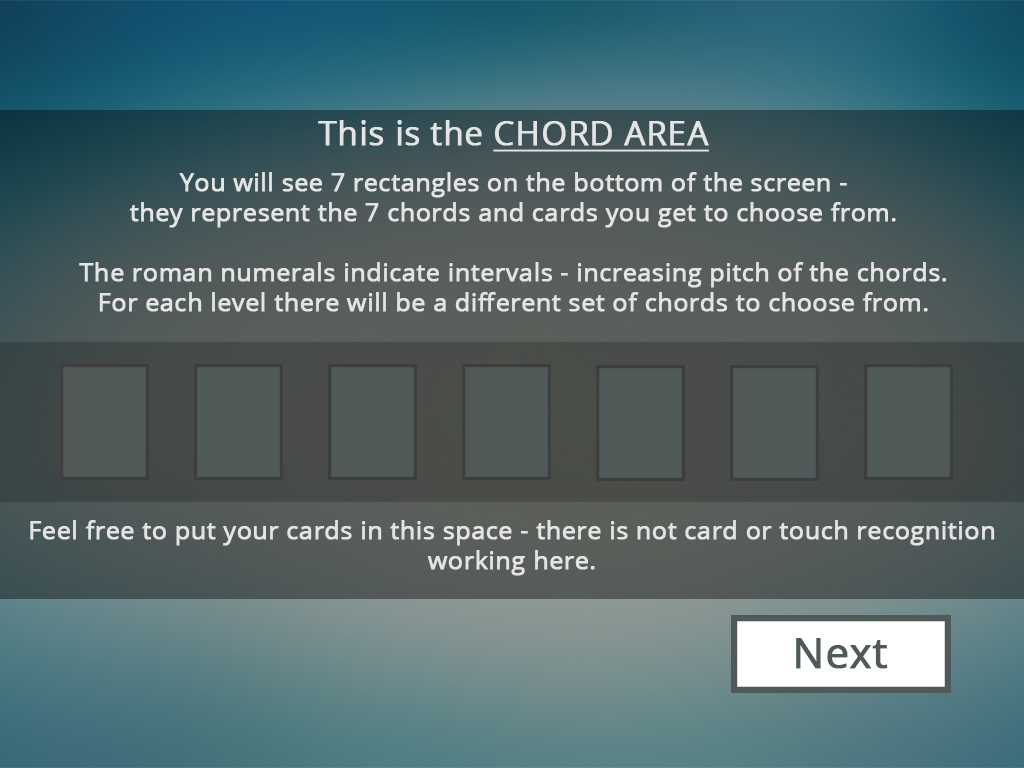 This is the CHORD AREA
You will see 7 rectangles on the bottom of the screen -
they represent the 7 chords and cards you get to choose from.
The roman numerals indicate intervals - increasing pitch of the chords.
For each level there will be a different set of chords to choose from.
Feel free to put your cards in this space - there is not card or touch recognition
working here.
Next